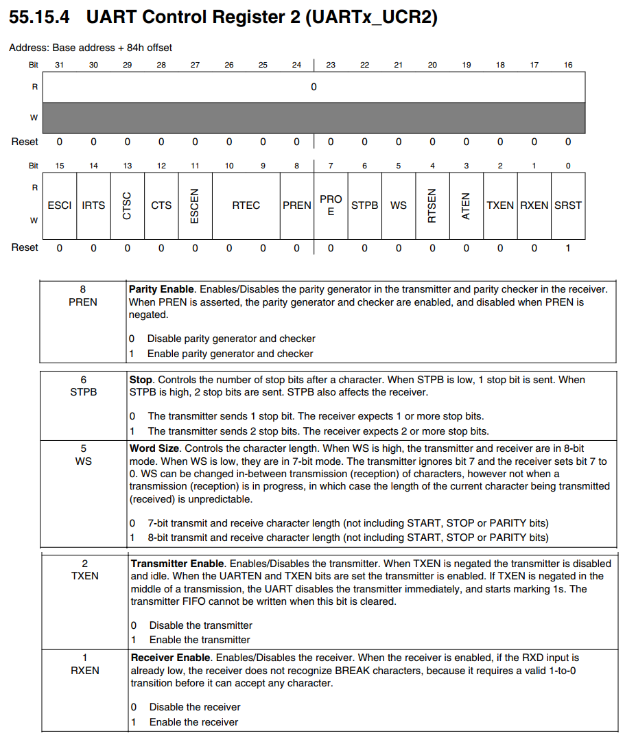 55.15.4 UART Control Register 2 (UARTx_UCR2)
Address: Base address + 84h offset
Bit 31 30 29 28 27 26 25 24 23 22 21 20 19 18 17 16
R 0
W
Reset 0 0 0 0 0 0 0 0 0 0 0 0 0 0 0 0
Bit 15 14 13 12 11 10 9 8 7 6 5 4 3 2 1 0
R
ESCI IRTS CTSC CTS ESCEN RTEC PREN PRO STPB WS RTSEN ATEN TXEN RXEN SRST
E
W
Reset 0 0 0 0 0 0 0 0 0 0 0 0 0 0 0 1
8 Parity Enable. Enables/Disables the parity generator in the transmitter and parity checker in the receiver.
PREN When PREN is asserted, the parity generator and checker are enabled, and disabled when PREN is
negated.
0 Disable parity generator and checker
1 Enable parity generator and checker
6 Stop. Controls the number of stop bits after a character. When STPB is low, 1 stop bit is sent. When
STPB STPB is high, 2 stop bits are sent. STPB also affects the receiver.
0 The transmitter sends 1 stop bit. The receiver expects 1 or more stop bits.
1 The transmitter sends 2 stop bits. The receiver expects 2 or more stop bits.
5 Word Size. Controls the character length. When WS is high, the transmitter and receiver are in 8-bit
WS mode. When WS is low, they are in 7-bit mode. The transmitter ignores bit 7 and the receiver sets bit 7 to
0. WS can be changed in-between transmission (reception) of characters, however not when a
transmission (reception) is in progress, in which case the length of the current character being transmitted
(received) is unpredictable.
0 7-bit transmit and receive character length (not including START, STOP or PARITY bits)
1 8-bit transmit and receive character length (not including START, STOP or PARITY bits)
2 Transmitter Enable. Enables/Disables the transmitter. When TXEN is negated the transmitter is disabled
TXEN and idle. When the UARTEN and TXEN bits are set the transmitter is enabled. If TXEN is negated in the
middle of a transmission, the UART disables the transmitter immediately, and starts marking 1s. The
transmitter FIFO cannot be written when this bit is cleared.
0 Disable the transmitter
1 Enable the transmitter
1 Receiver Enable. Enables/Disables the receiver. When the receiver is enabled, if the RXD input is
RXEN already low, the receiver does not recognize BREAK characters, because it requires a valid 1-to-0
transition before it can accept any character.
0 Disable the receiver
1 Enable the receiver